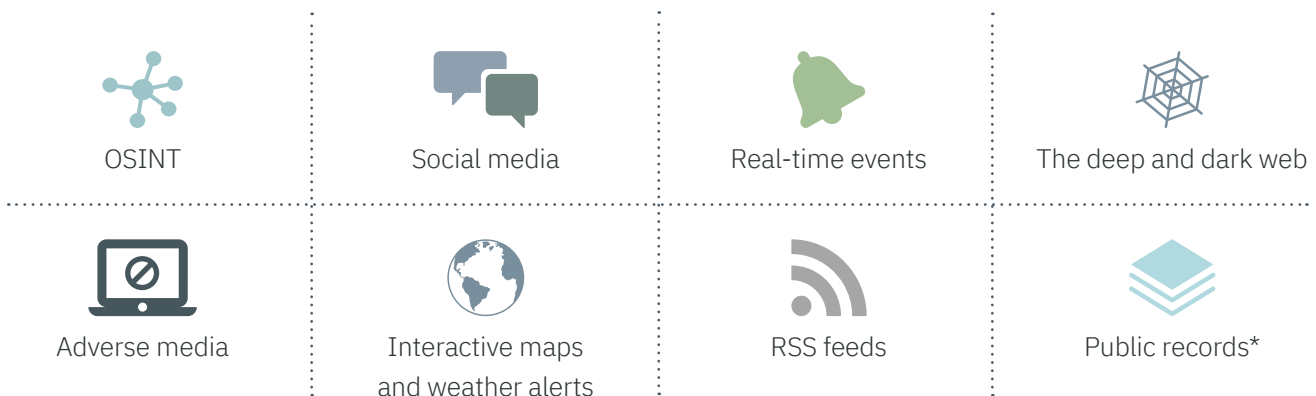 OSINT
Social media
Real-time events
The deep and dark web
Adverse media
Interactive maps
and weather alerts
RSS feeds
Public records*